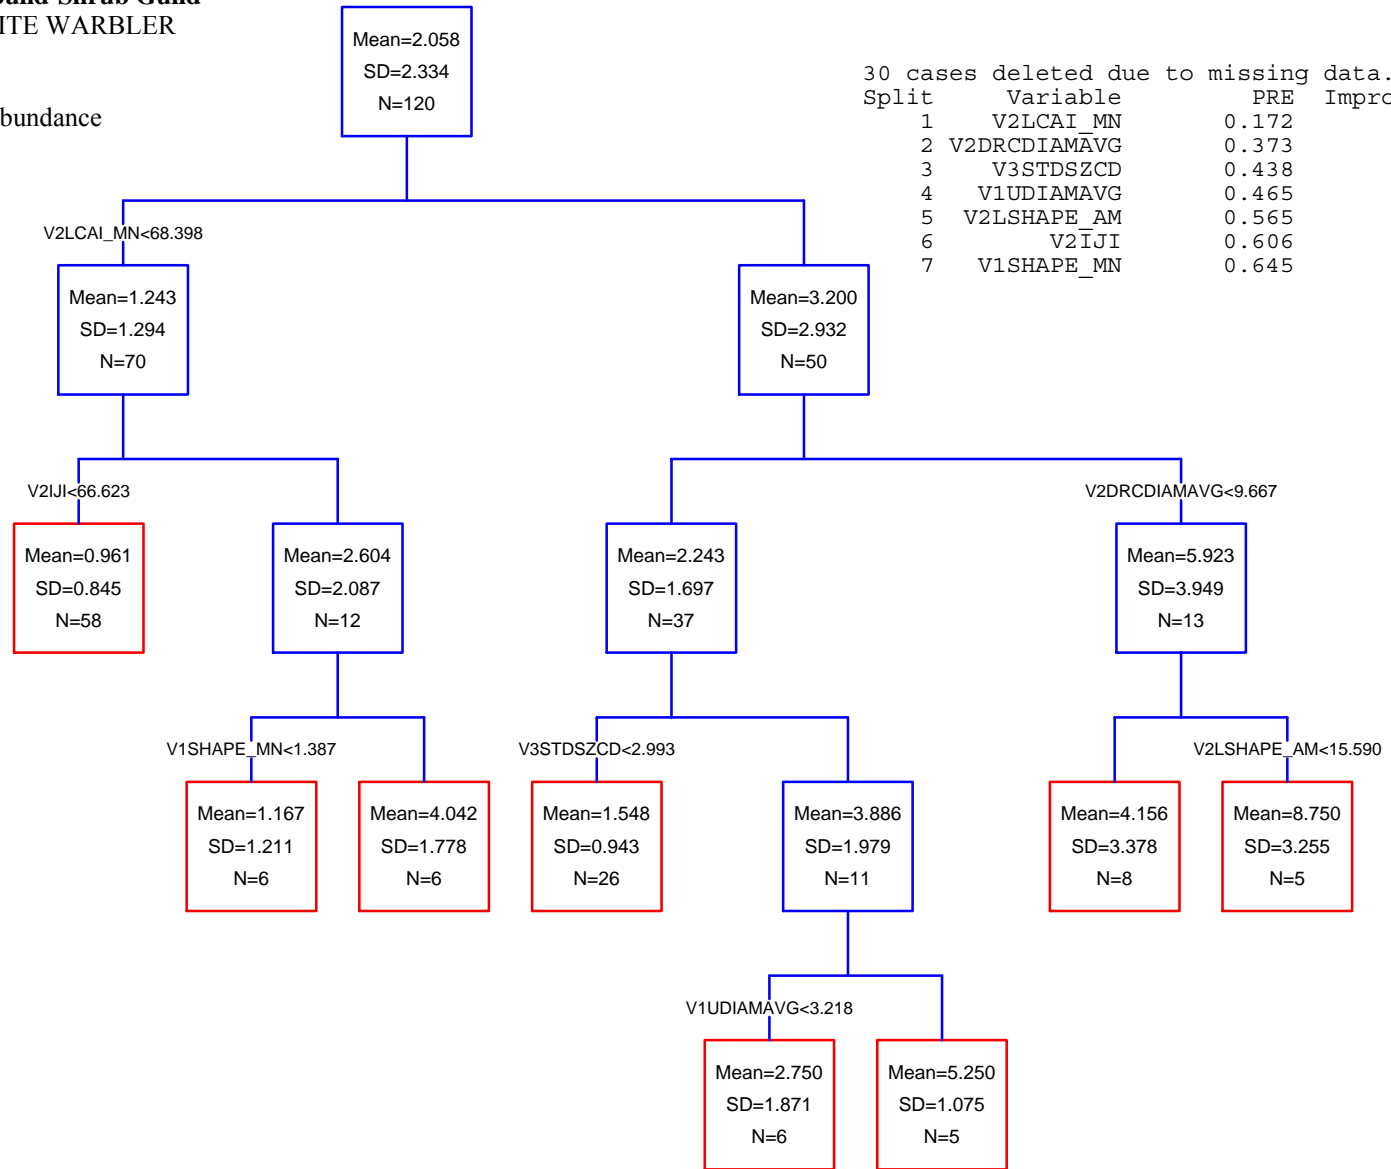 WARBLER
Mean=2.058
SD=2.334
N=120
30 cases deleted due to missing data.
Split Variable PRE
1 V2LCAI_MN 0.172
2 V2DRCDIAMAVG 0.373
3 V3STDSZCD 0.438
4 V1UDIAMAVG 0.465
5 V2LSHAPE_AM 0.565
6 V2IJI 0.606
7 V1SHAPE_MN 0.645
V2LCAI_MN<68.398
Mean=1.243
SD=1.294
N=70
Mean=3.200
SD=2.932
N=50
V2IJI<66.623
V2DRCDIAMAVG<9.667
Mean=0.961
SD=0.845
N=58
Mean=2.604
SD=2.087
N=12
Mean=2.243
SD=1.697
N=37
Mean=5.923
SD=3.949
N=13
V1SHAPE_MN<1.387
V3STDSZCD<2.993
V2LSHAPE_AM<15.590
Mean=1.167
SD=1.211
N=6
Mean=4.042
SD=1.778
N=6
Mean=1.548
SD=0.943
N=26
Mean=3.886
SD=1.979
N=11
Mean=4.156
SD=3.378
N=8
Mean=8.750
SD=3.255
N=5
V1UDIAMAVG<3.218
Mean=2.750
SD=1.871
N=6
Mean=5.250
SD=1.075
N=5